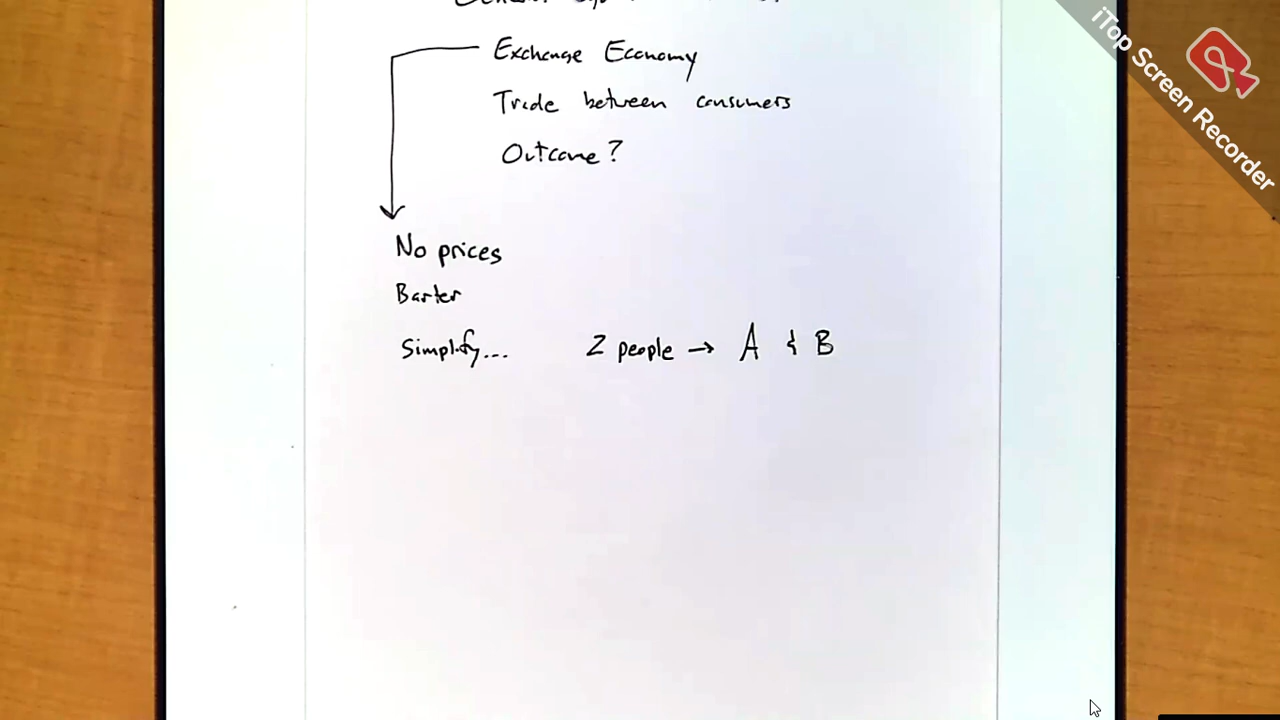 Exchange Economy
Trade between consumers
Outcome?
No prices
Barter
Simplify...    2 people → A & B
iTop Screen Recorder